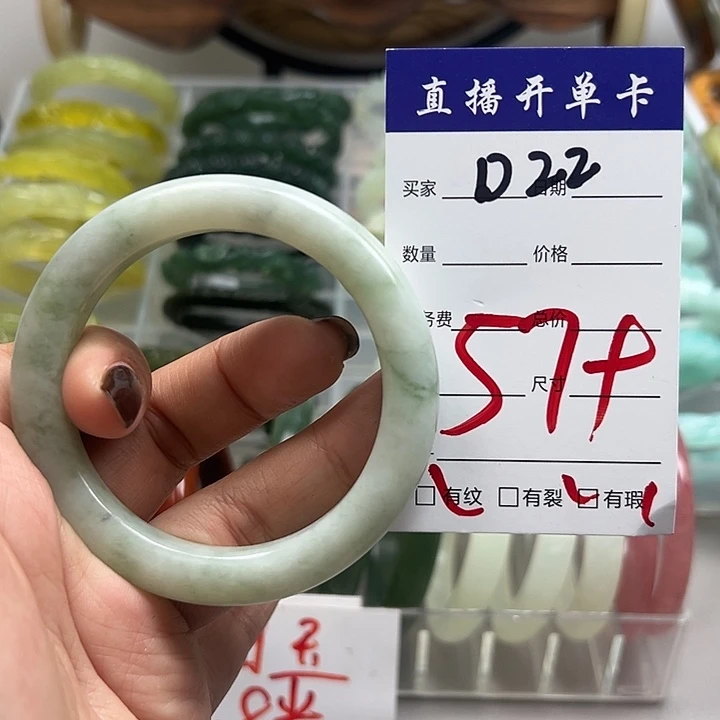 直播开单卡
买家 D22 日期
数量 价格
务费 总价
57 尺寸
有纹 有裂 有瑕